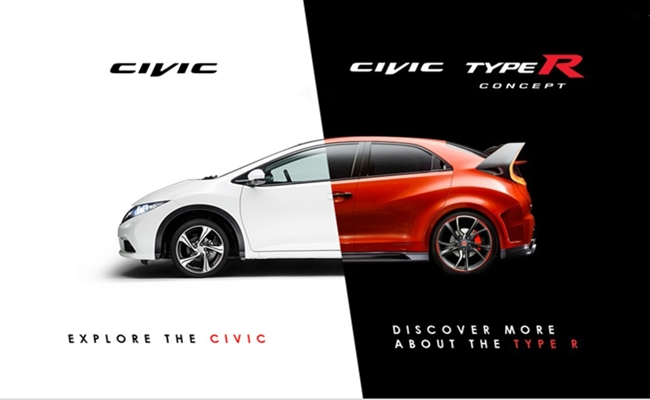 CIVIC
CIVIC TYPE R
CONCEPT
EXPLORE THE CIVIC
DISCOVER MORE
ABOUT THE TYPE R